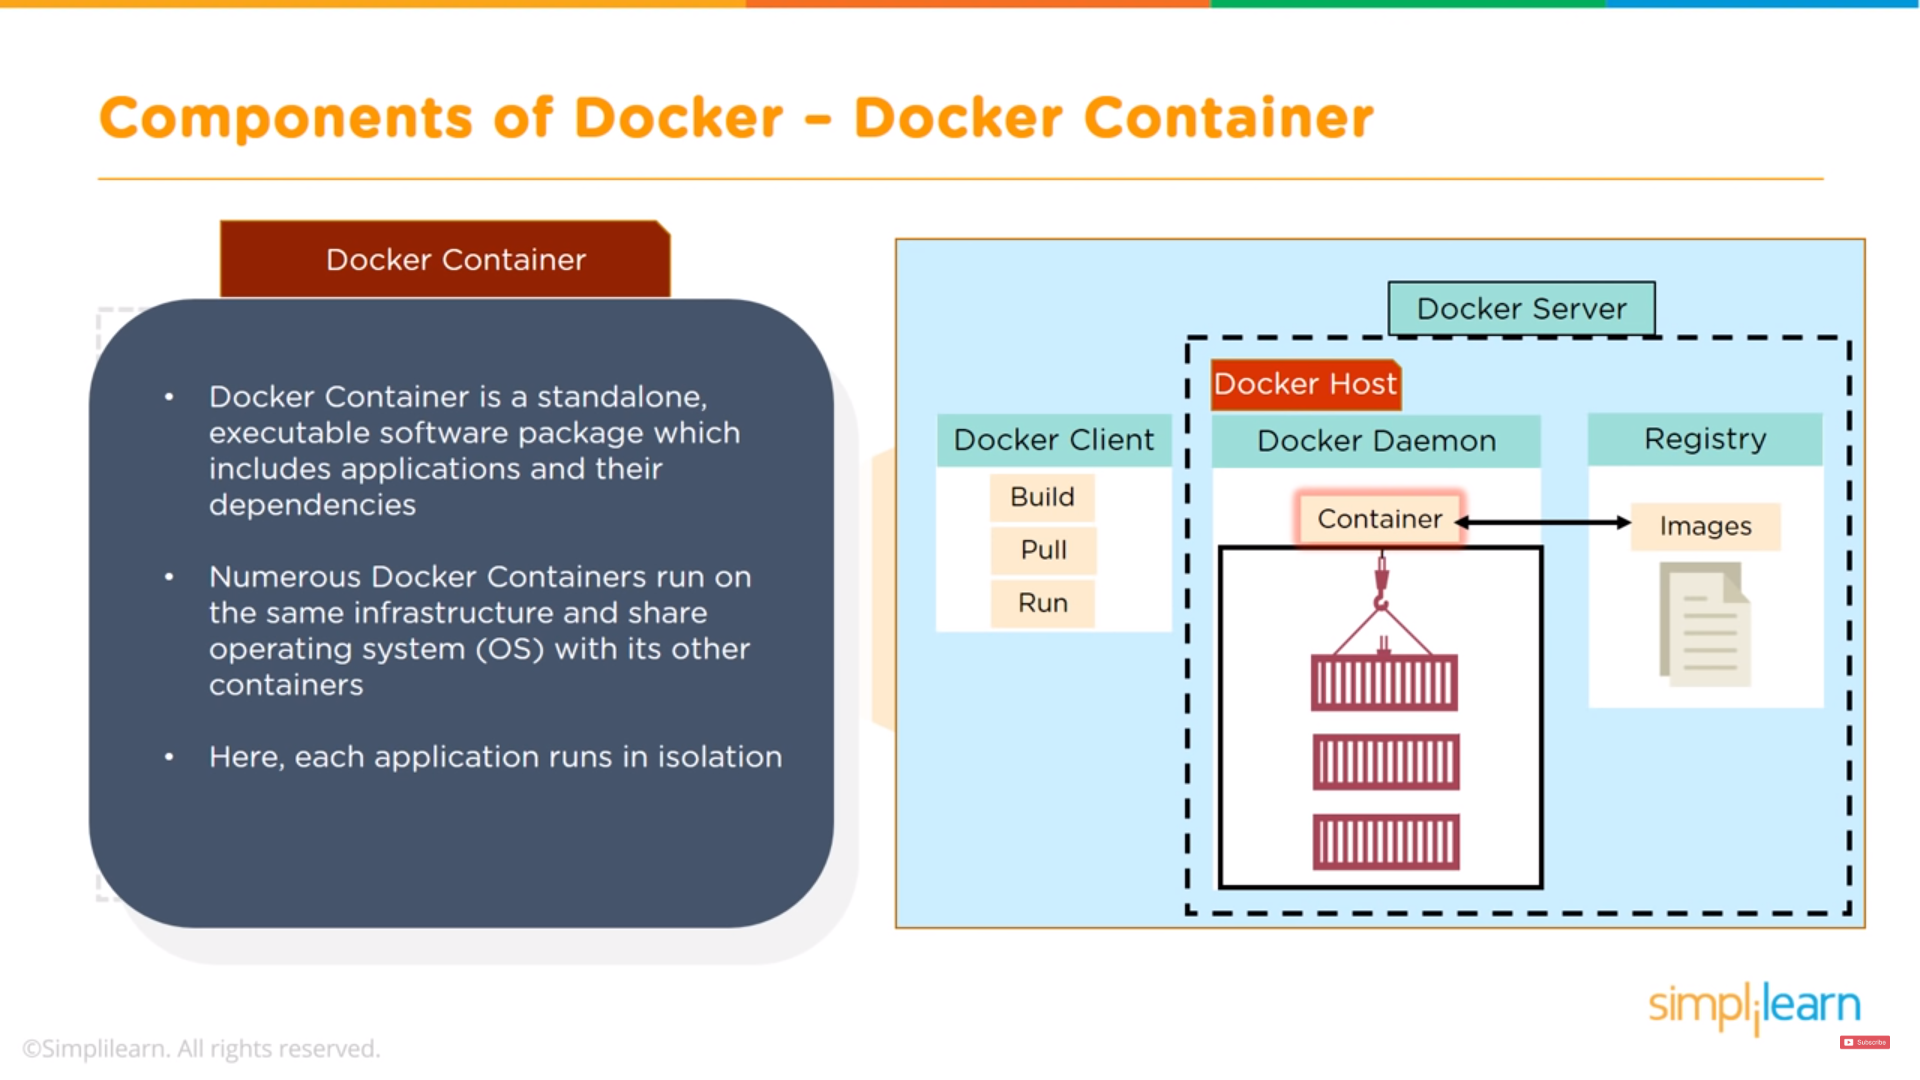 Components of Docker – Docker Container
Docker Container
• Docker Container is a standalone,
executable software package which
includes applications and their
dependencies
• Numerous Docker Containers run on
the same infrastructure and share
operating system (OS) with its other
containers
• Here, each application runs in isolation
Docker Server
Docker Host
Docker Client
Build
Pull
Run
Docker Daemon
Container
Registry
Images
simplilearn
Subscribe
©Simplilearn. All rights reserved.